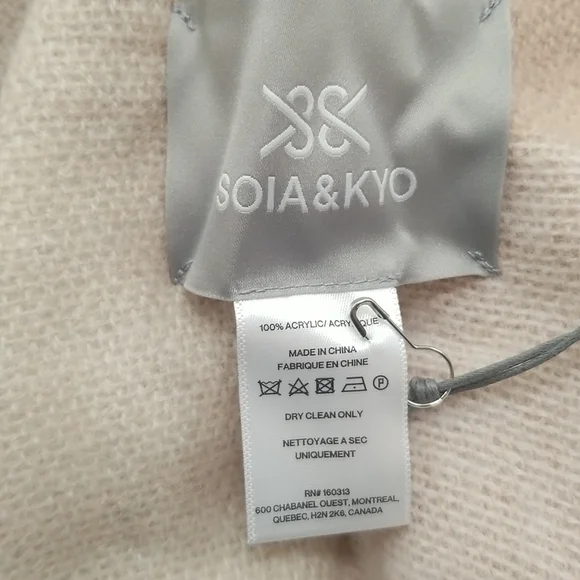 SOIA&KYO
100% ACRYLIC/ ACRYLIQUE
MADE IN CHINA
FABRIQUE EN CHINE
P
DRY CLEAN ONLY
NETTOYAGE A SEC
UNIQUEMENT
RN# 160313
600 CHABANEL OUEST, MONTREAL,
QUEBEC, H2N 2K6, CANADA